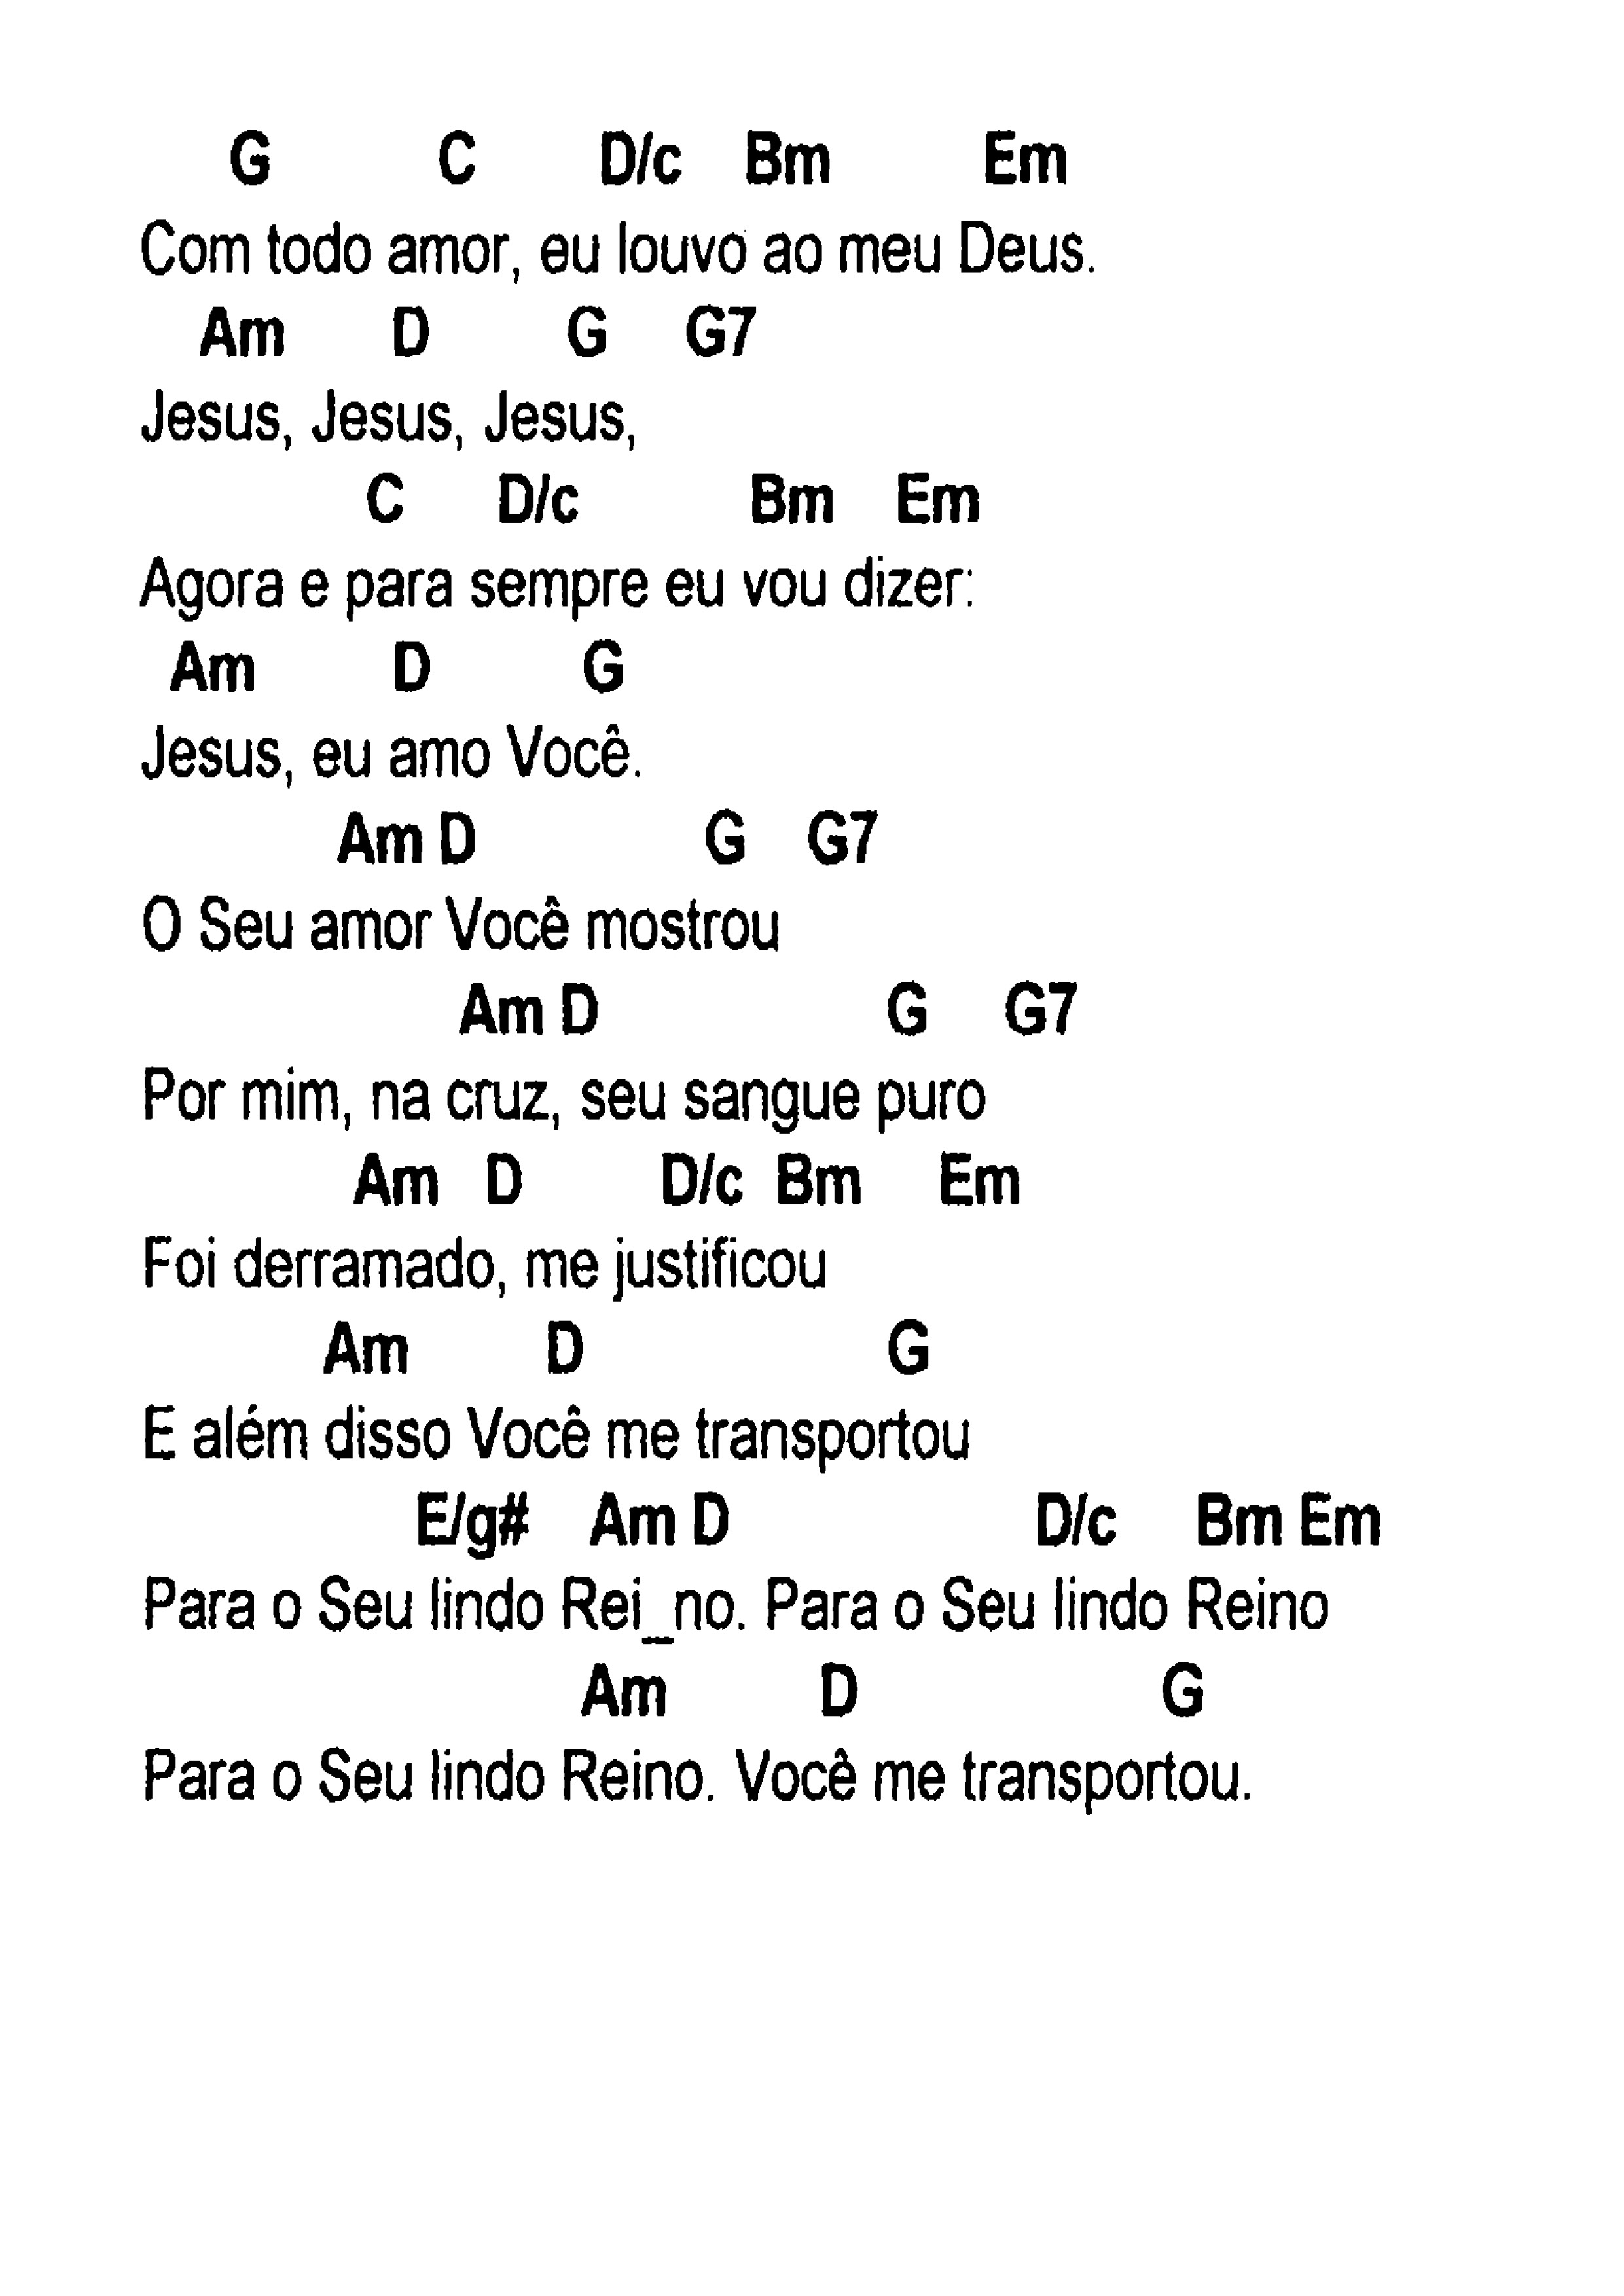 G C D/c Bm Em
Com todo amor, eu louvo ao meu Deus.
Am D G G7
Jesus, Jesus, Jesus,
C D/c Bm Em
Agora e para sempre eu vou dizer:
Am D G
Jesus, eu amo Você.
Am D G G7
O Seu amor Você mostrou
Am D G G7
Por mim, na cruz, seu sangue puro
Am D D/c Bm Em
Foi derramado, me justificou
Am D G
E além disso Você me transportou
E/g# Am D D/c Bm Em
Para o Seu lindo Rei_no. Para o Seu lindo Reino
Am D G
Para o Seu lindo Reino. Você me transportou.